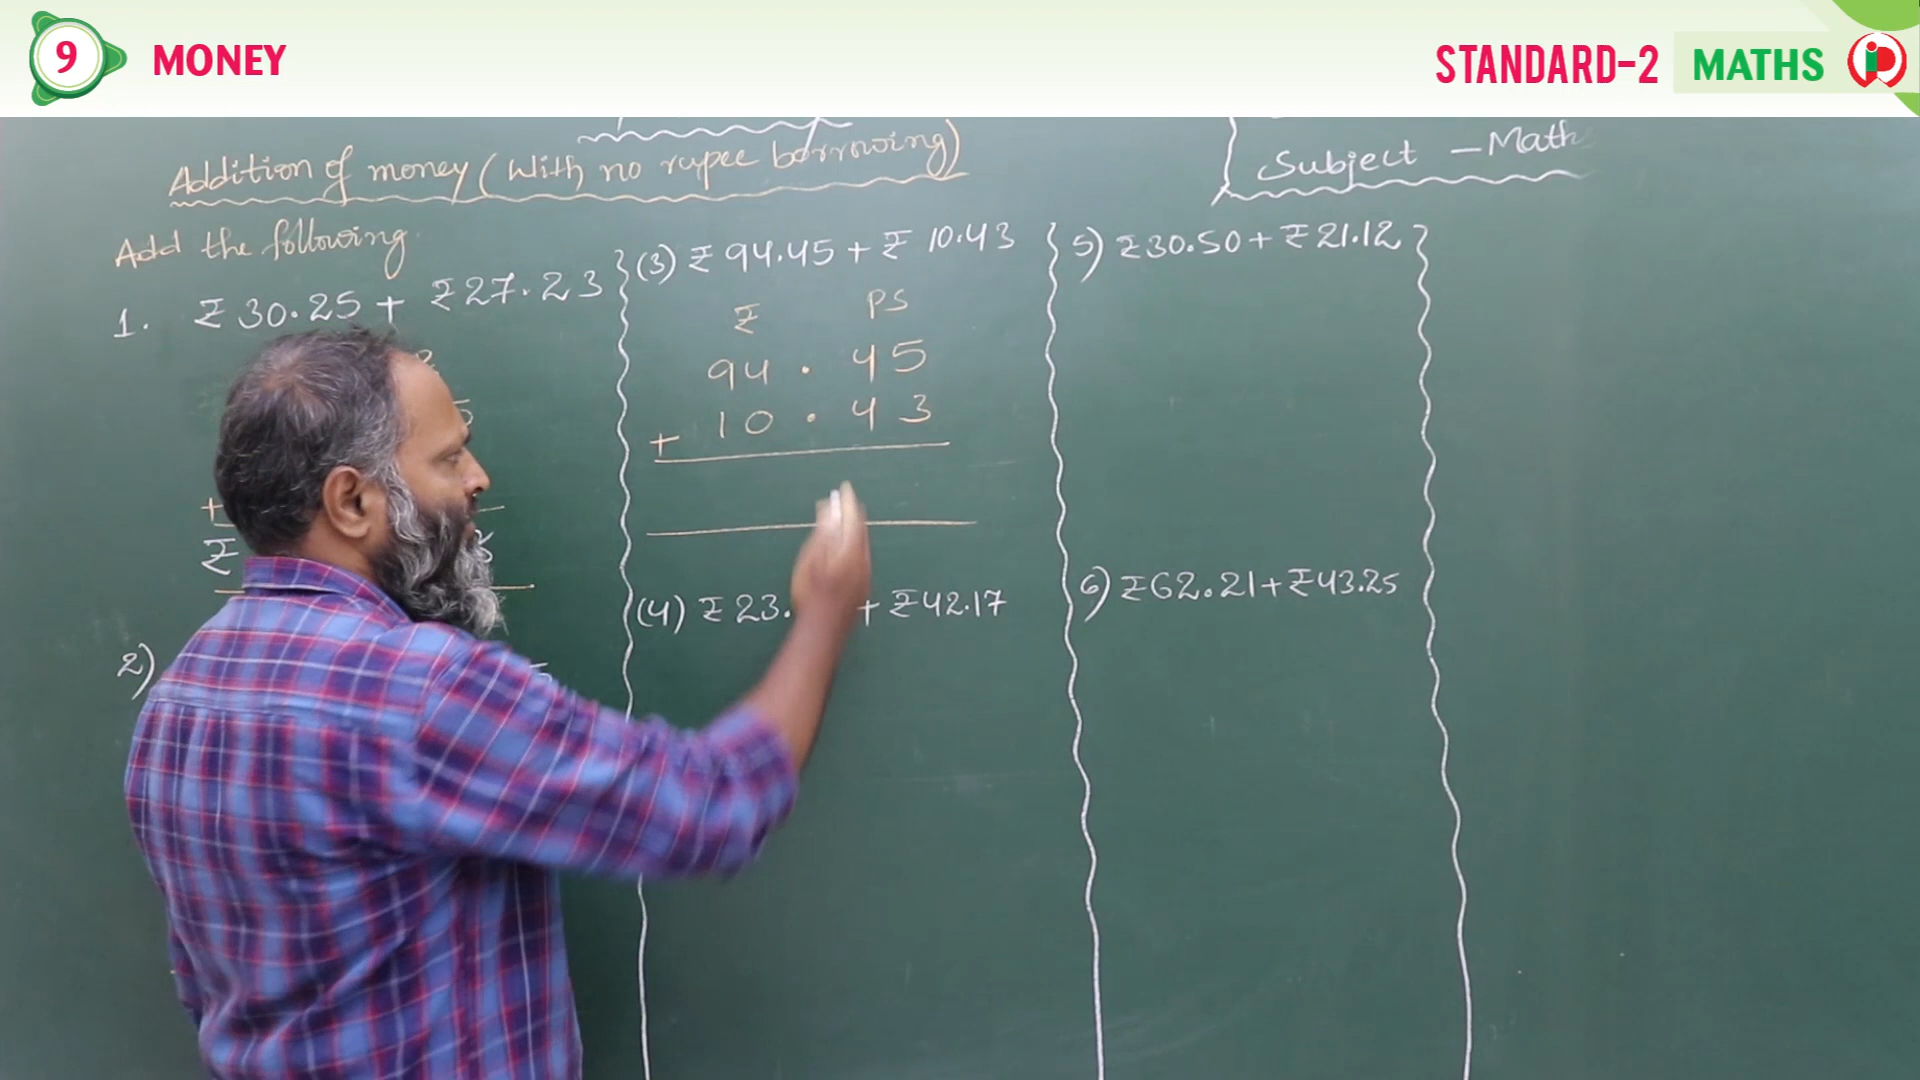 9 MONEY
STANDARD-2 MATHS
Addition of money (With no rupee borrowing)
Subject - Math
Add the following
1. ₹30.25 + ₹27.23
+
₹
2)
(3) ₹94.45 + ₹10.43
₹ PS
94.45
+ 10.43
(4) ₹23. + ₹42.17
5) ₹30.50 + ₹21.12
6) ₹62.21 + ₹43.25